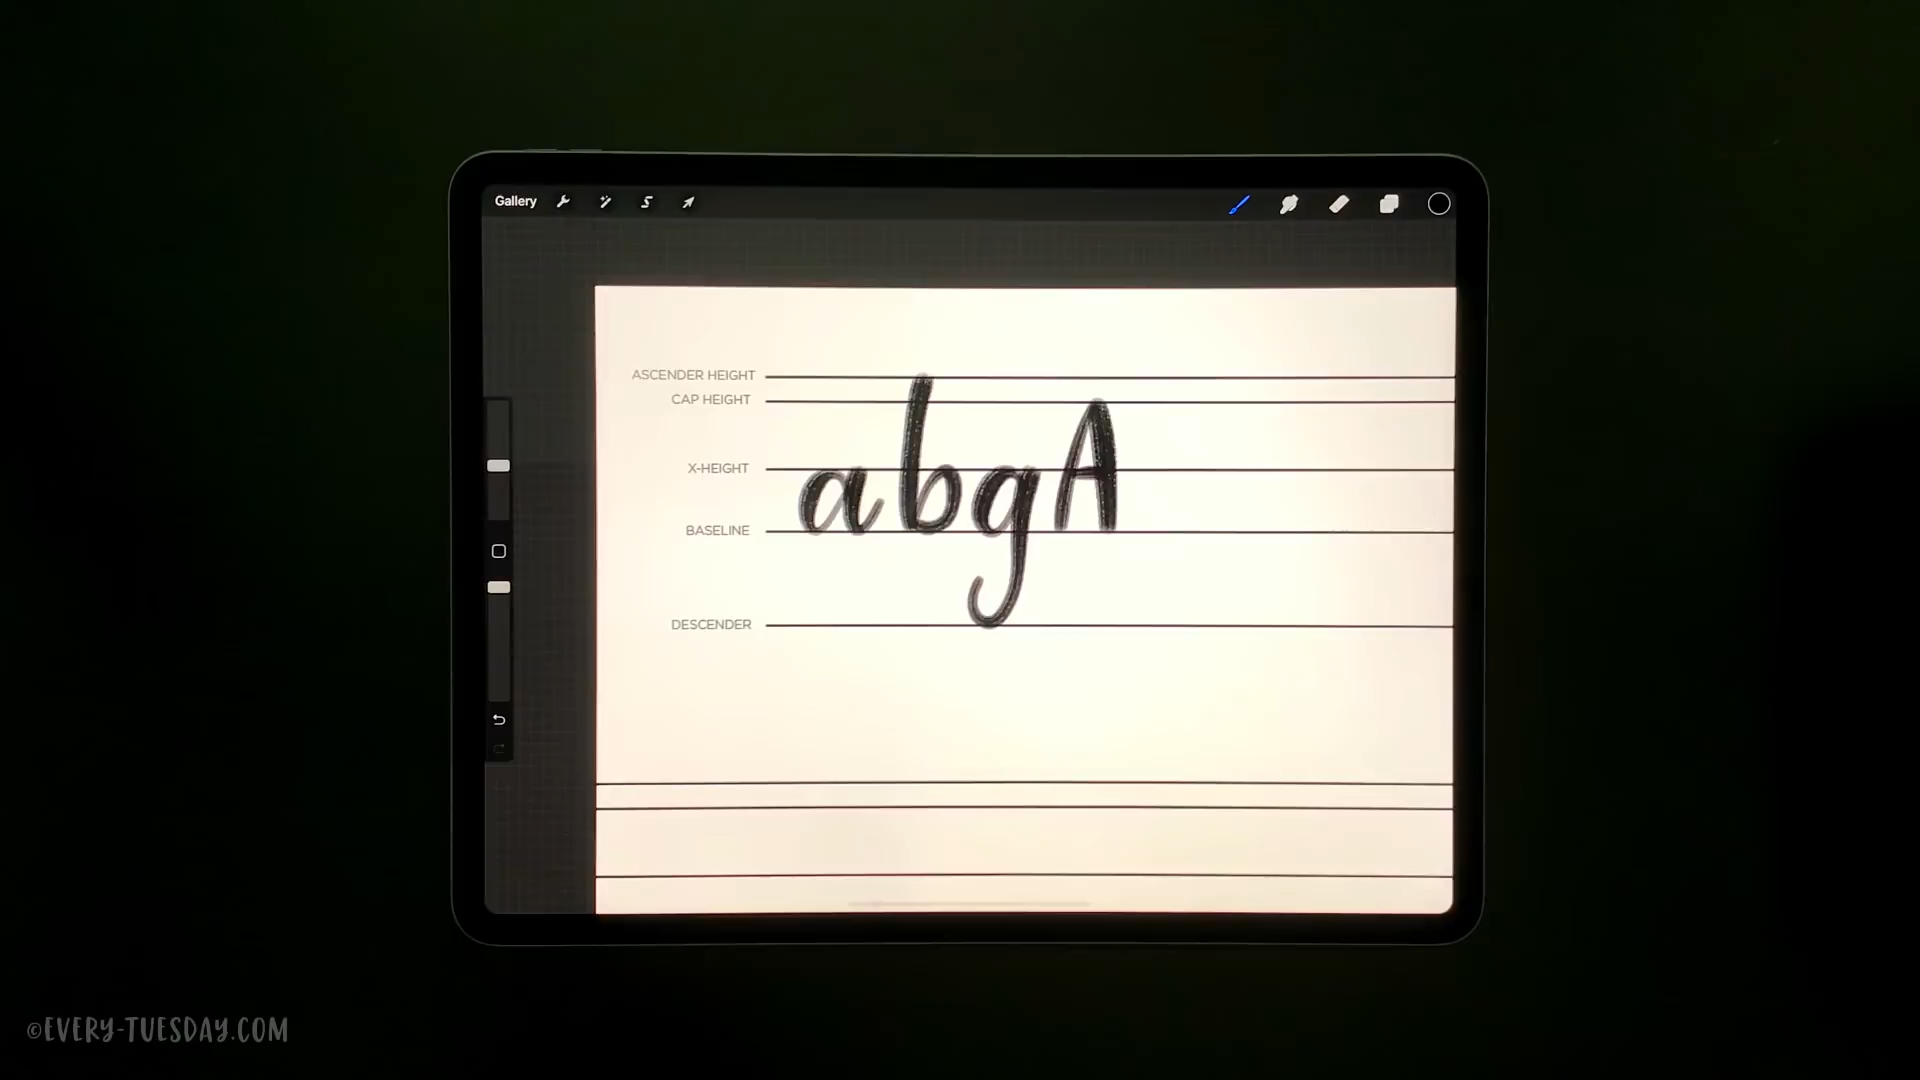 Gallery
ASCENDER HEIGHT
CAP HEIGHT
X-HEIGHT
abgA
BASELINE
DESCENDER
©EVERY-TUESDAY.COM